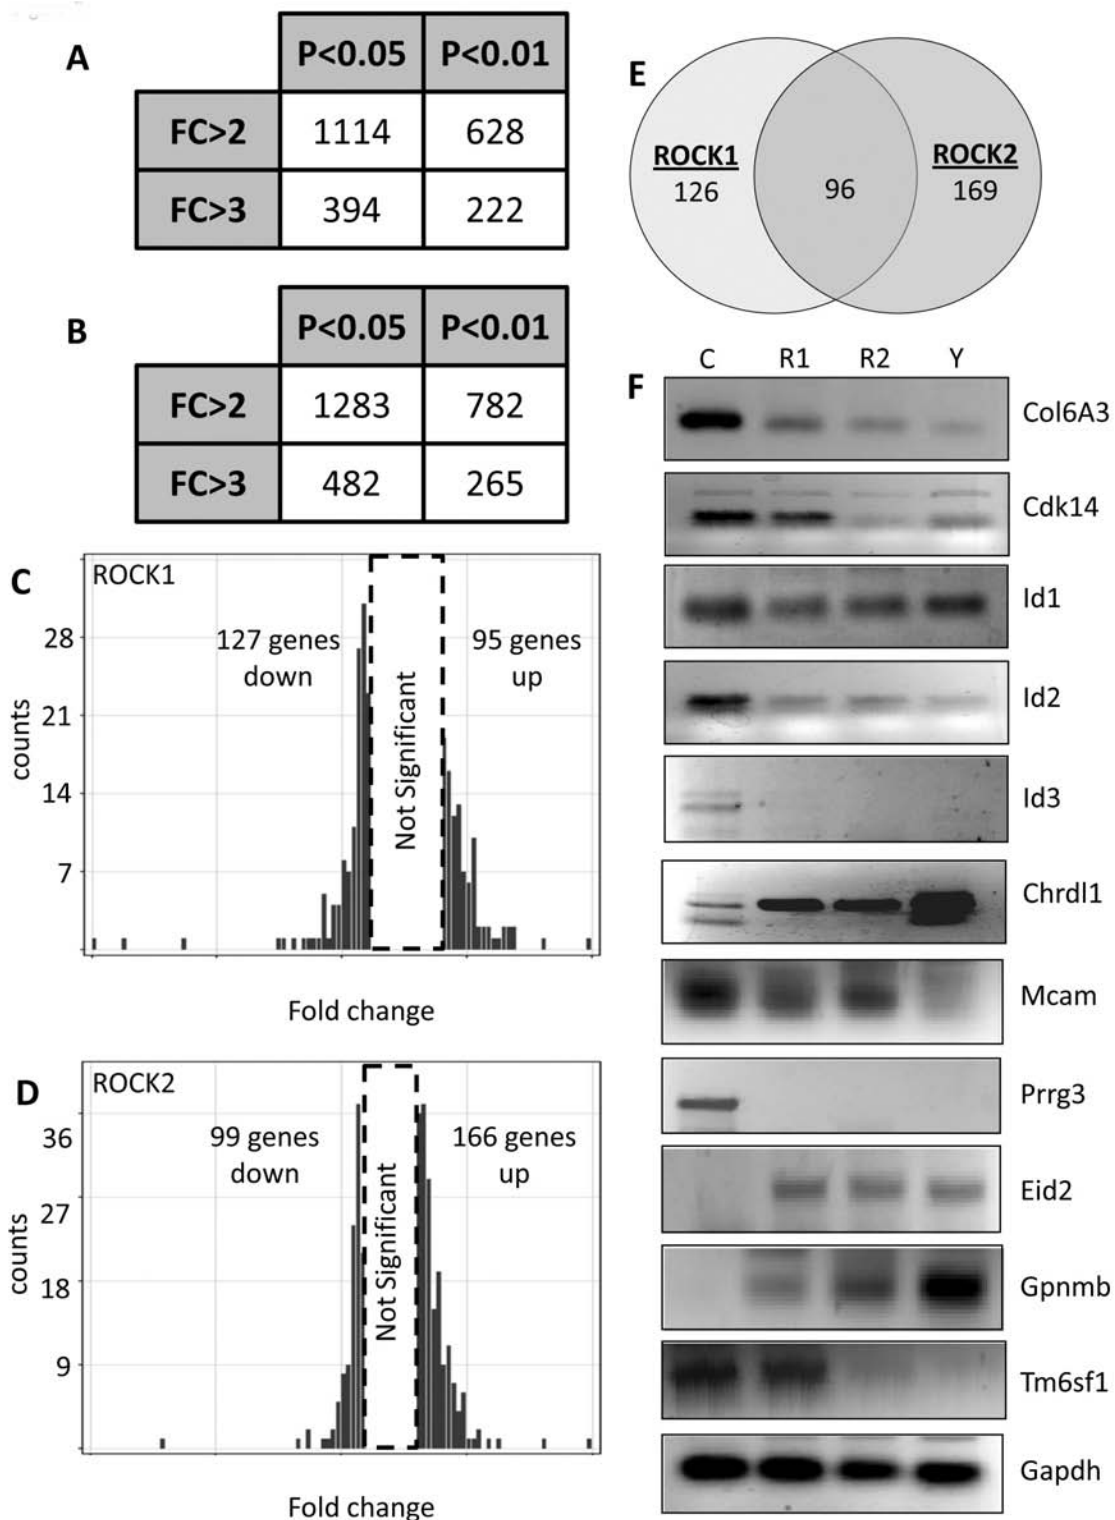 A
P<0.05 P<0.01
FC>2 1114 628
FC>3 394 222
B
P<0.05 P<0.01
FC>2 1283 782
FC>3 482 265
C
ROCK1
127 genes
down
95 genes
up
Not Significant
counts
28
21
14
7
Fold change
D
ROCK2
99 genes
down
166 genes
up
Not Significant
counts
36
27
18
9
Fold change
E
ROCK1
126
96
ROCK2
169
F
C R1 R2 Y
Col6A3
Cdk14
Id1
Id2
Id3
Chrdl1
Mcam
Prrg3
Eid2
Gpnmb
Tm6sf1
Gapdh